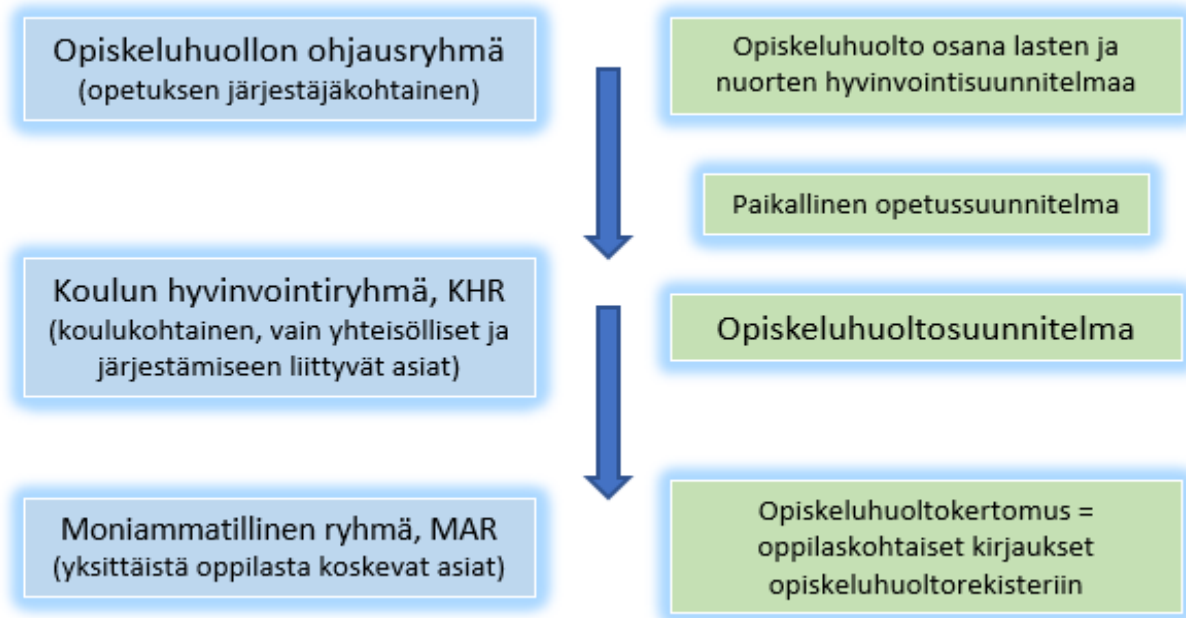 Opiskeluhuollon ohjausryhmä
(opetuksen järjestäjäkohtainen)
Opiskeluhuolto osana lasten ja
nuorten hyvinvointisuunnitelmaa
Paikallinen opetussuunnitelma
Koulun hyvinvointiryhmä, KHR
(koulukohtainen, vain yhteisölliset ja
järjestämiseen liittyvät asiat)
Opiskeluhuoltosuunnitelma
Moniammatillinen ryhmä, MAR
(yksittäistä oppilasta koskevat asiat)
Opiskeluhuoltokertomus =
oppilaskohtaiset kirjaukset
opiskeluhuoltorekisteriin